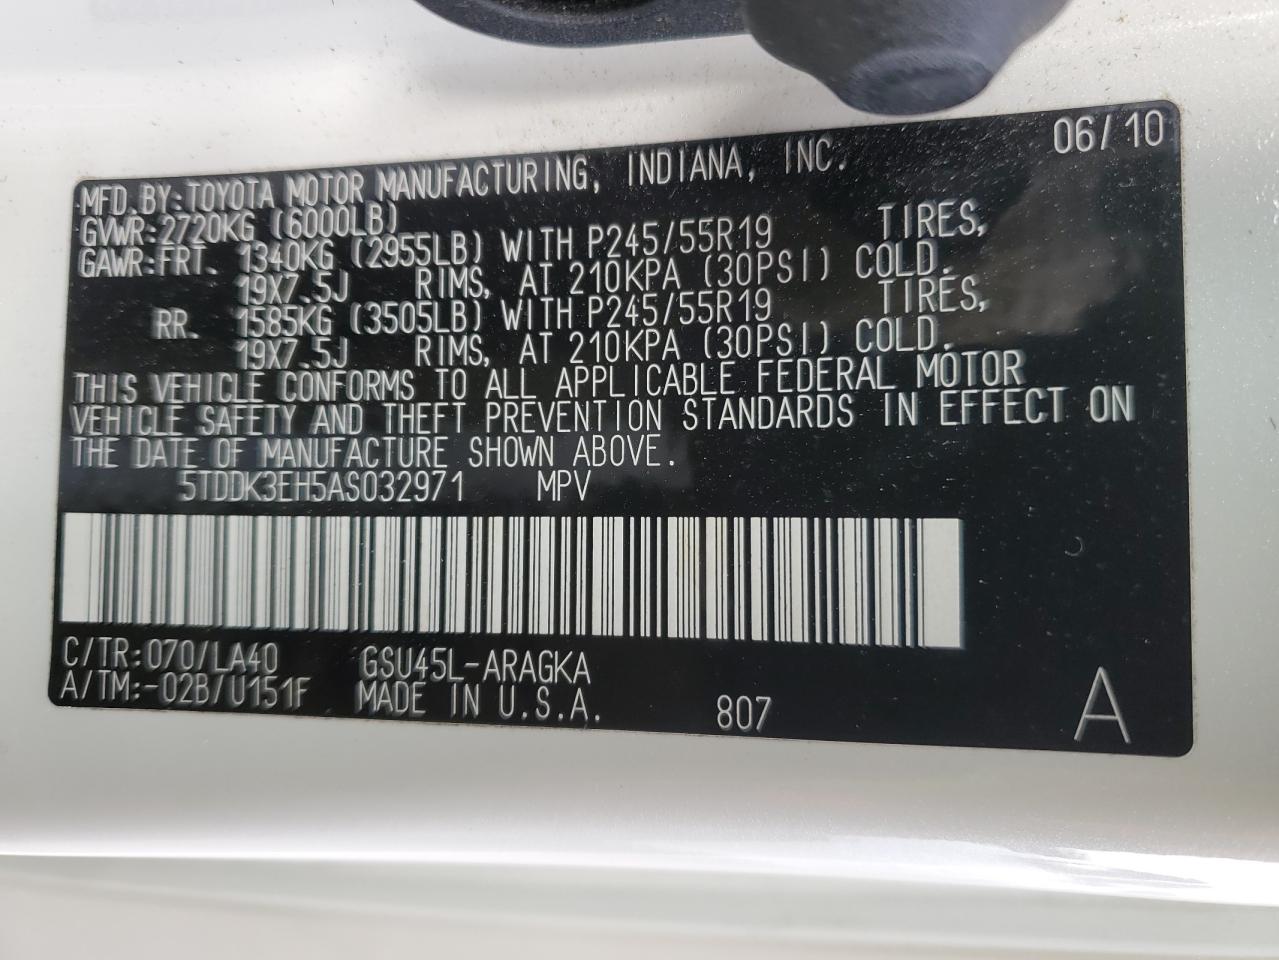 06/10
MFD. BY: TOYOTA MOTOR MANUFACTURING, INDIANA, INC.
GVWR: 2720KG (6000LB)
GAWR: FRT. 1340KG (2955LB) WITH P245/55R19 TIRES,
19X7.5J RIMS, AT 210KPA (30PSI) COLD.
RR. 1585KG (3505LB) WITH P245/55R19 TIRES,
19X7.5J RIMS, AT 210KPA (30PSI) COLD.
THIS VEHICLE CONFORMS TO ALL APPLICABLE FEDERAL MOTOR
VEHICLE SAFETY AND THEFT PREVENTION STANDARDS IN EFFECT ON
THE DATE OF MANUFACTURE SHOWN ABOVE.
5TDDK3EH5AS032971 MPV
C/TR: 070/LA40 GSU45L-ARAGKA
A/TM: -02B/U151F MADE IN U.S.A. 807 A